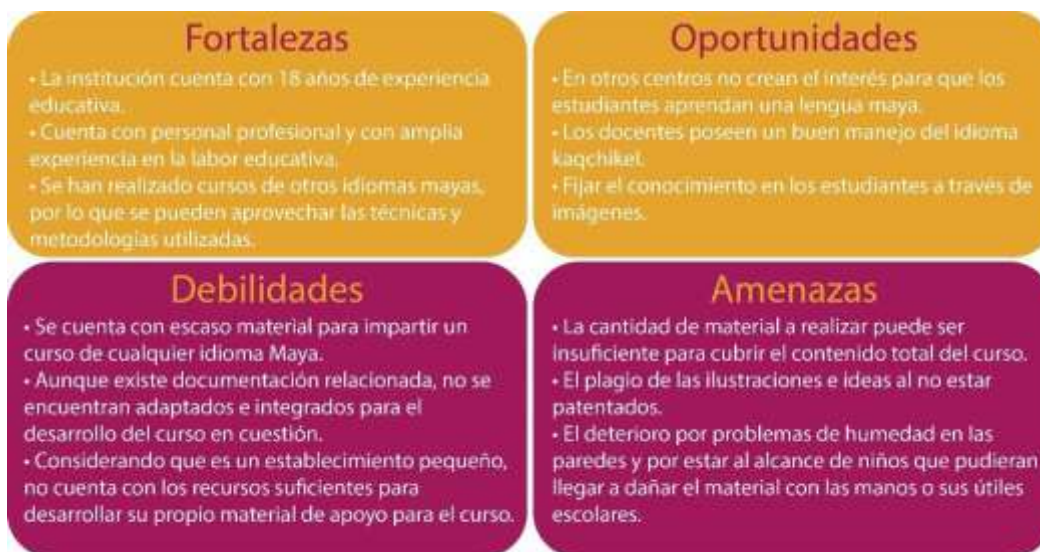 Fortalezas
• La institución cuenta con 18 años de experiencia
educativa.
• Cuenta con personal profesional y con amplia
experiencia en la labor educativa.
• Se han realizado cursos de otros idiomas mayas,
por lo que se pueden aprovechar las técnicas y
metodologías utilizadas.
Oportunidades
• En otros centros no crean el interés para que los
estudiantes aprendan una lengua maya.
• Los docentes poseen un buen manejo del idioma
kaqchikel.
• Fijar el conocimiento en los estudiantes a través de
imágenes.
Debilidades
• Se cuenta con escaso material para impartir un
curso de cualquier idioma Maya.
• Aunque existe documentación relacionada, no se
encuentran adaptados e integrados para el
desarrollo del curso en cuestión.
• Considerando que es un establecimiento pequeño,
no cuenta con los recursos suficientes para
desarrollar su propio material de apoyo para el curso.
Amenazas
• La cantidad de material a realizar puede ser
insuficiente para cubrir el contenido total del curso.
• El plagio de las ilustraciones e ideas al no estar
patentados.
• El deterioro por problemas de humedad en las
paredes y por estar al alcance de niños que pudieran
llegar a dañar el material con las manos o sus útiles
escolares.